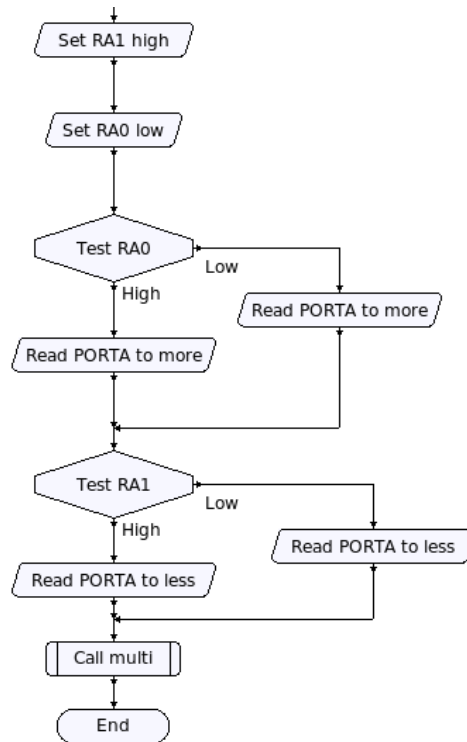 Set RA1 high
Set RA0 low
Test RA0
Low
High
Read PORTA to more
Read PORTA to more
Test RA1
Low
High
Read PORTA to less
Read PORTA to less
Call multi
End